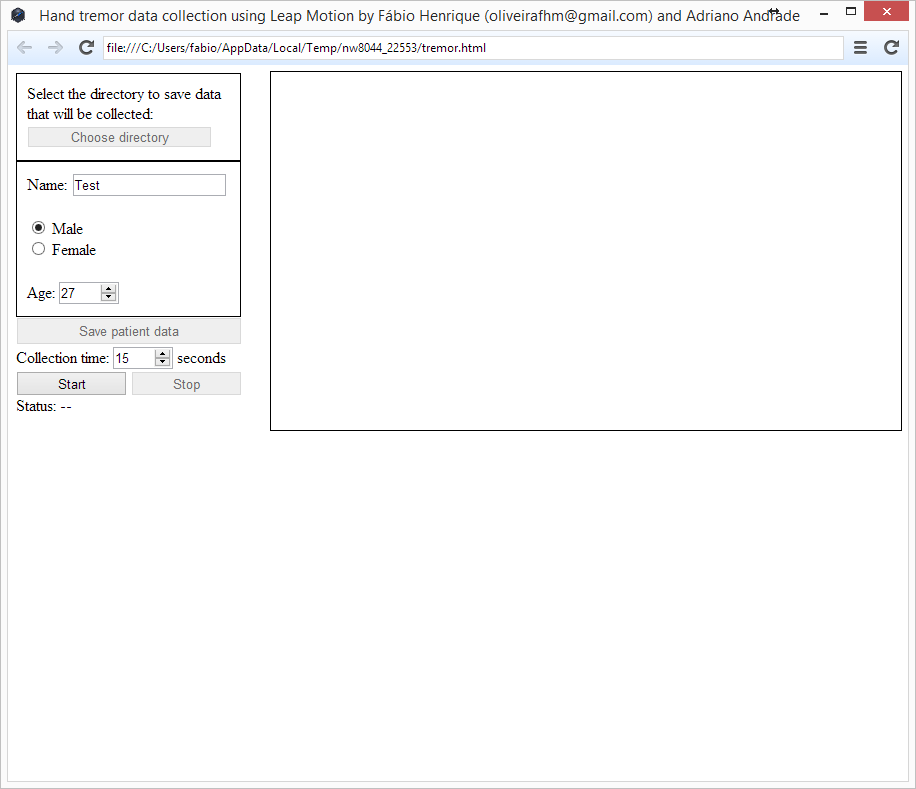 Hand tremor data collection using Leap Motion by Fábio Henrique (oliveirafhm@gmail.com) and Adriano Andrade
file:///C:/Users/fabio/AppData/Local/Temp/nw8044_22553/tremor.html
Select the directory to save data
that will be collected:
Choose directory
Name: Test
Male
Female
Age: 27
Save patient data
Collection time: 15 seconds
Start Stop
Status: --